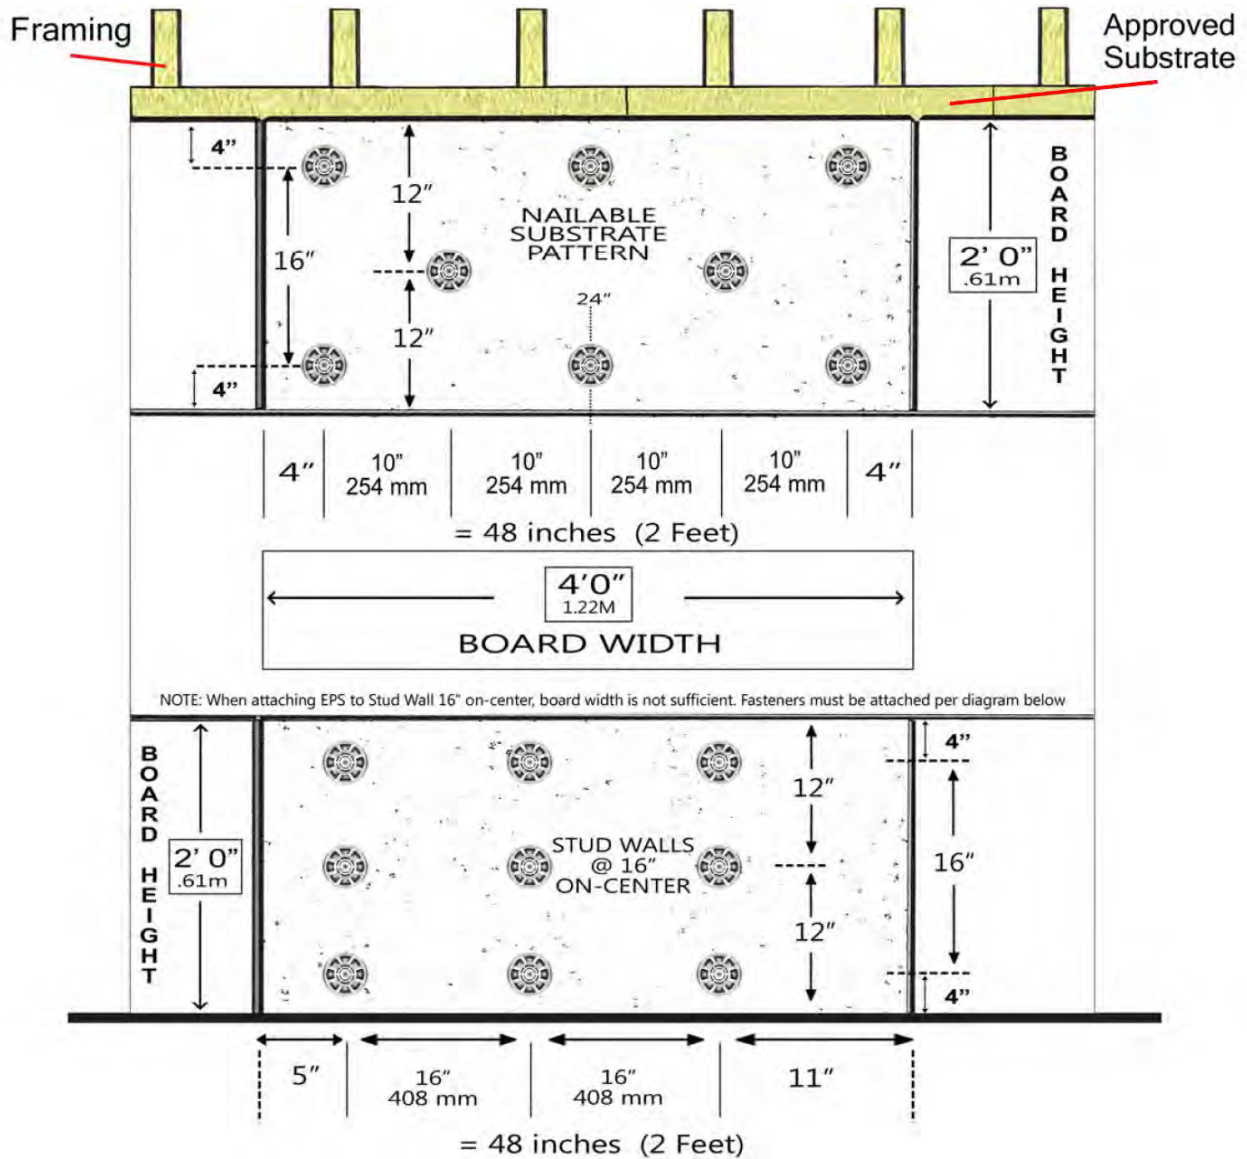 Framing
Approved
Substrate
4”
12”
16”
NAILABLE
SUBSTRATE
PATTERN
24”
12”
4”
2’ 0”
.61m
BOARD HEIGHT
4” 10” 10” 10” 10” 4”
254 mm 254 mm 254 mm 254 mm
= 48 inches (2 Feet)
4’0”
1.22M
BOARD WIDTH
NOTE: When attaching EPS to Stud Wall 16” on-center, board width is not sufficient. Fasteners must be attached per diagram below
BOARD HEIGHT
2’ 0”
.61m
STUD WALLS
@ 16”
ON-CENTER
12”
12”
4”
16”
4”
5” 16” 16” 11”
408 mm 408 mm
= 48 inches (2 Feet)